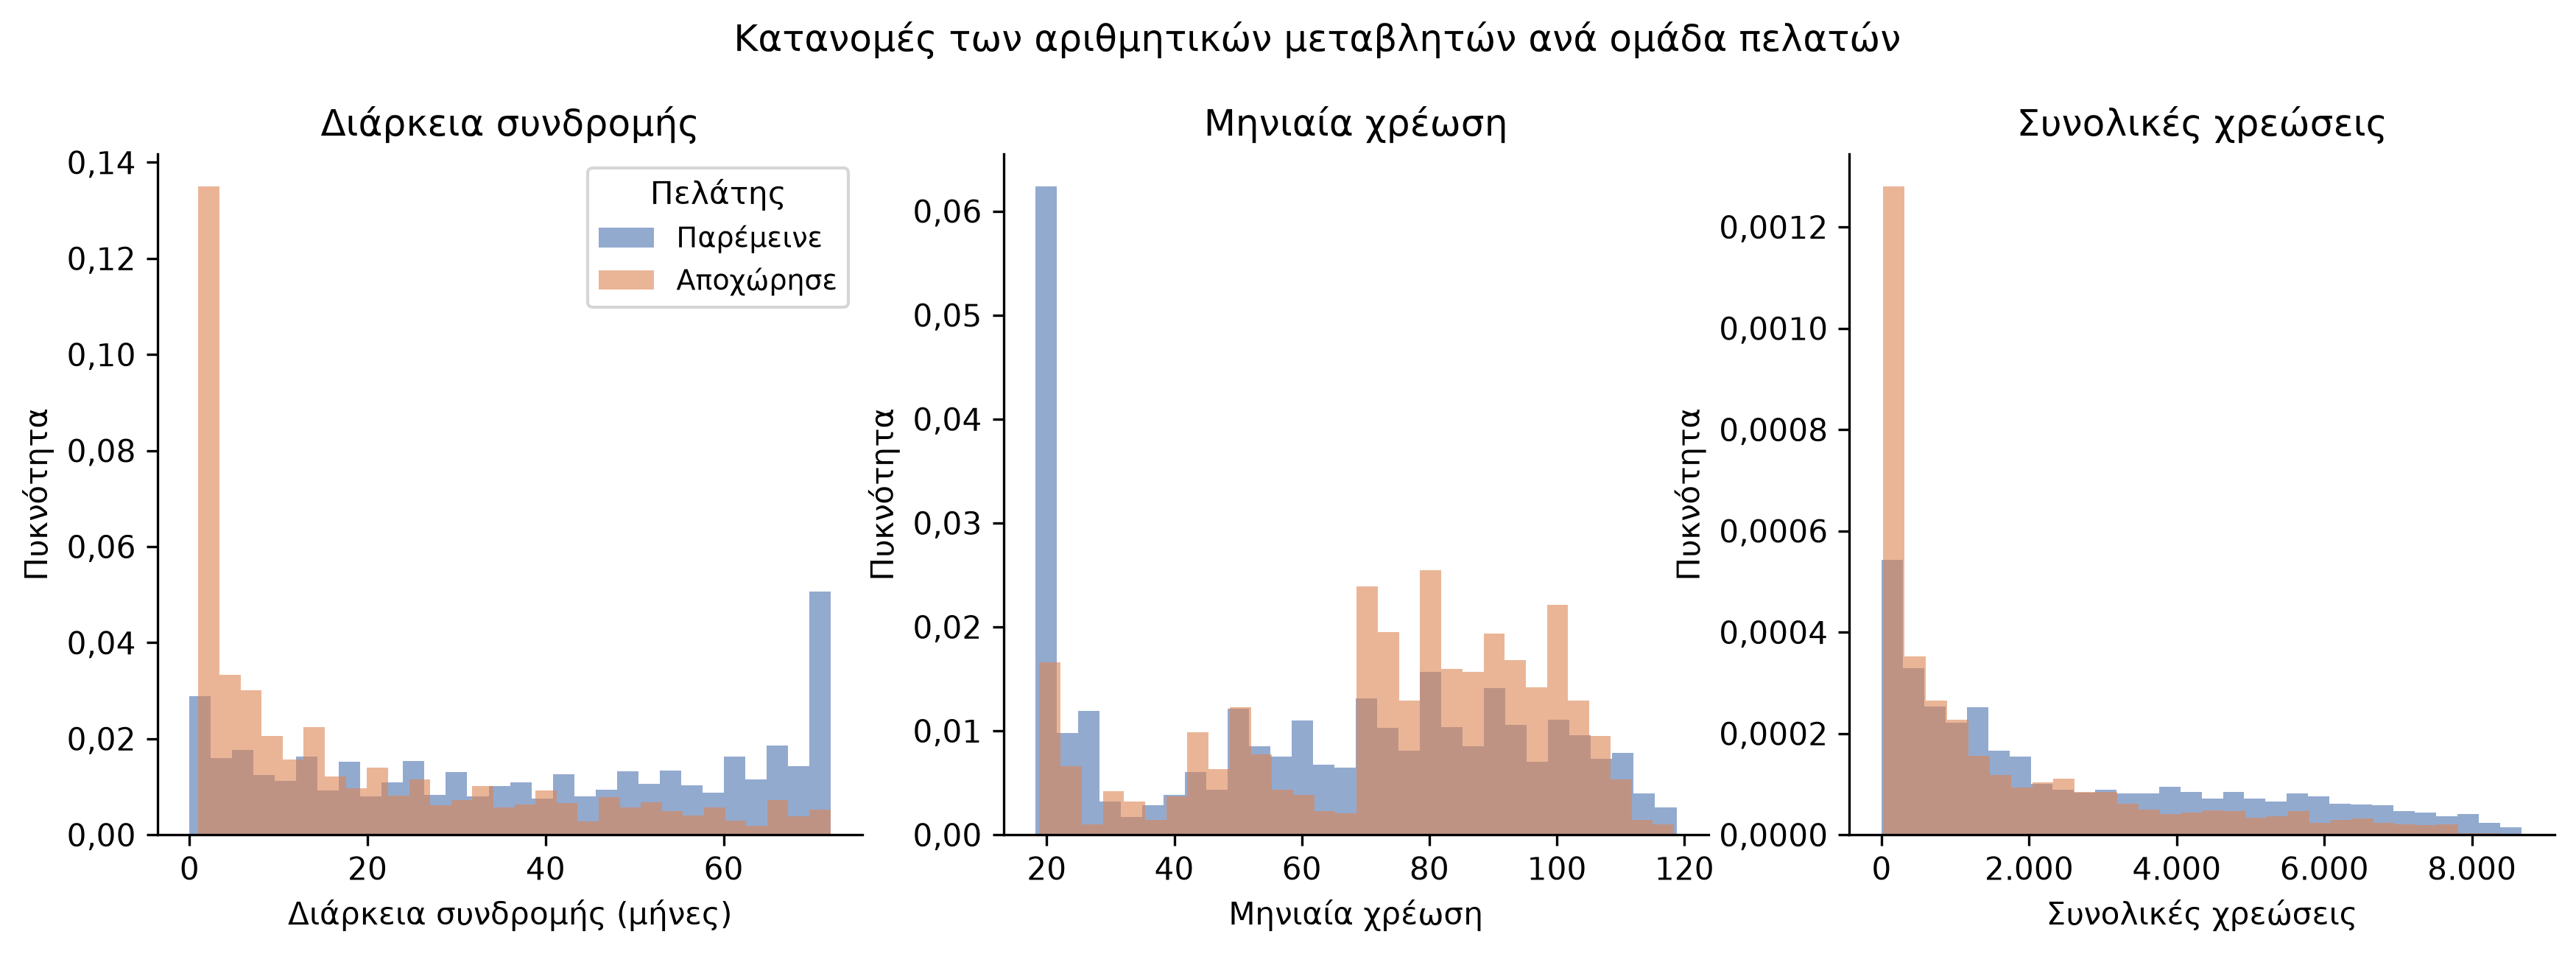 Κατανομές των αριθμητικών μεταβλητών ανά ομάδα πελατών
Διάρκεια συνδρομής
0,14
0,12
0,10
0,08
0,06
0,04
0,02
0,00
Πυκνότητα
Πελάτης
Παρέμεινε
Αποχώρησε
0 20 40 60
Διάρκεια συνδρομής (μήνες)
Μηνιαία χρέωση
0,06
0,05
0,04
0,03
0,02
0,01
0,00
Πυκνότητα
20 40 60 80 100 120
Μηνιαία χρέωση
Συνολικές χρεώσεις
0,0012
0,0010
0,0008
0,0006
0,0004
0,0002
0,0000
Πυκνότητα
0 2.000 4.000 6.000 8.000
Συνολικές χρεώσεις